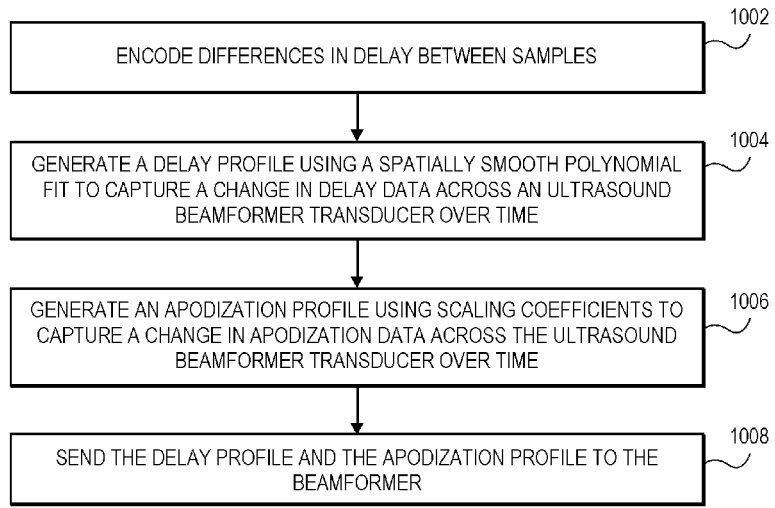 1002
ENCODE DIFFERENCES IN DELAY BETWEEN SAMPLES
1004
GENERATE A DELAY PROFILE USING A SPATIALLY SMOOTH POLYNOMIAL
FIT TO CAPTURE A CHANGE IN DELAY DATA ACROSS AN ULTRASOUND
BEAMFORMER TRANSDUCER OVER TIME
1006
GENERATE AN APODIZATION PROFILE USING SCALING COEFFICIENTS TO
CAPTURE A CHANGE IN APODIZATION DATA ACROSS THE ULTRASOUND
BEAMFORMER TRANSDUCER OVER TIME
1008
SEND THE DELAY PROFILE AND THE APODIZATION PROFILE TO THE
BEAMFORMER